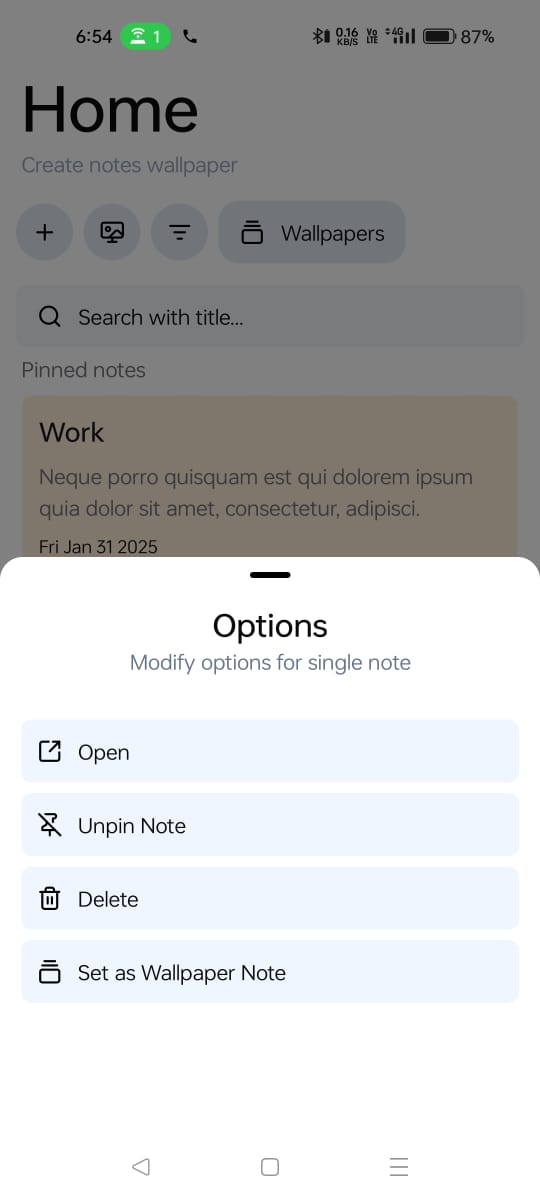 6:54 1 0.16 KB/S Vo LTE 4G 87%
Home
Create notes wallpaper
Wallpapers
Search with title...
Pinned notes
Work
Neque porro quisquam est qui dolorem ipsum
quia dolor sit amet, consectetur, adipisci.
Fri Jan 31 2025
Options
Modify options for single note
Open
Unpin Note
Delete
Set as Wallpaper Note